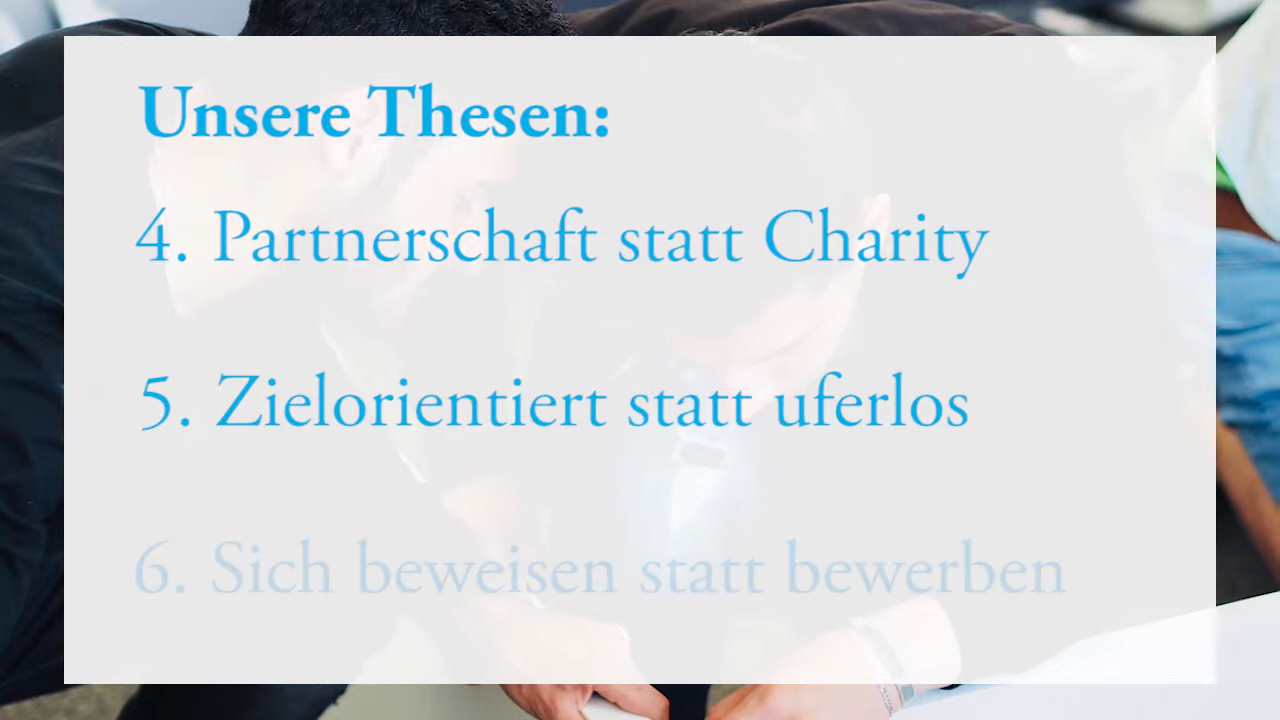 Unsere Thesen:
4. Partnerschaft statt Charity
5. Zielorientiert statt uferlos
6. Sich beweisen statt bewerben